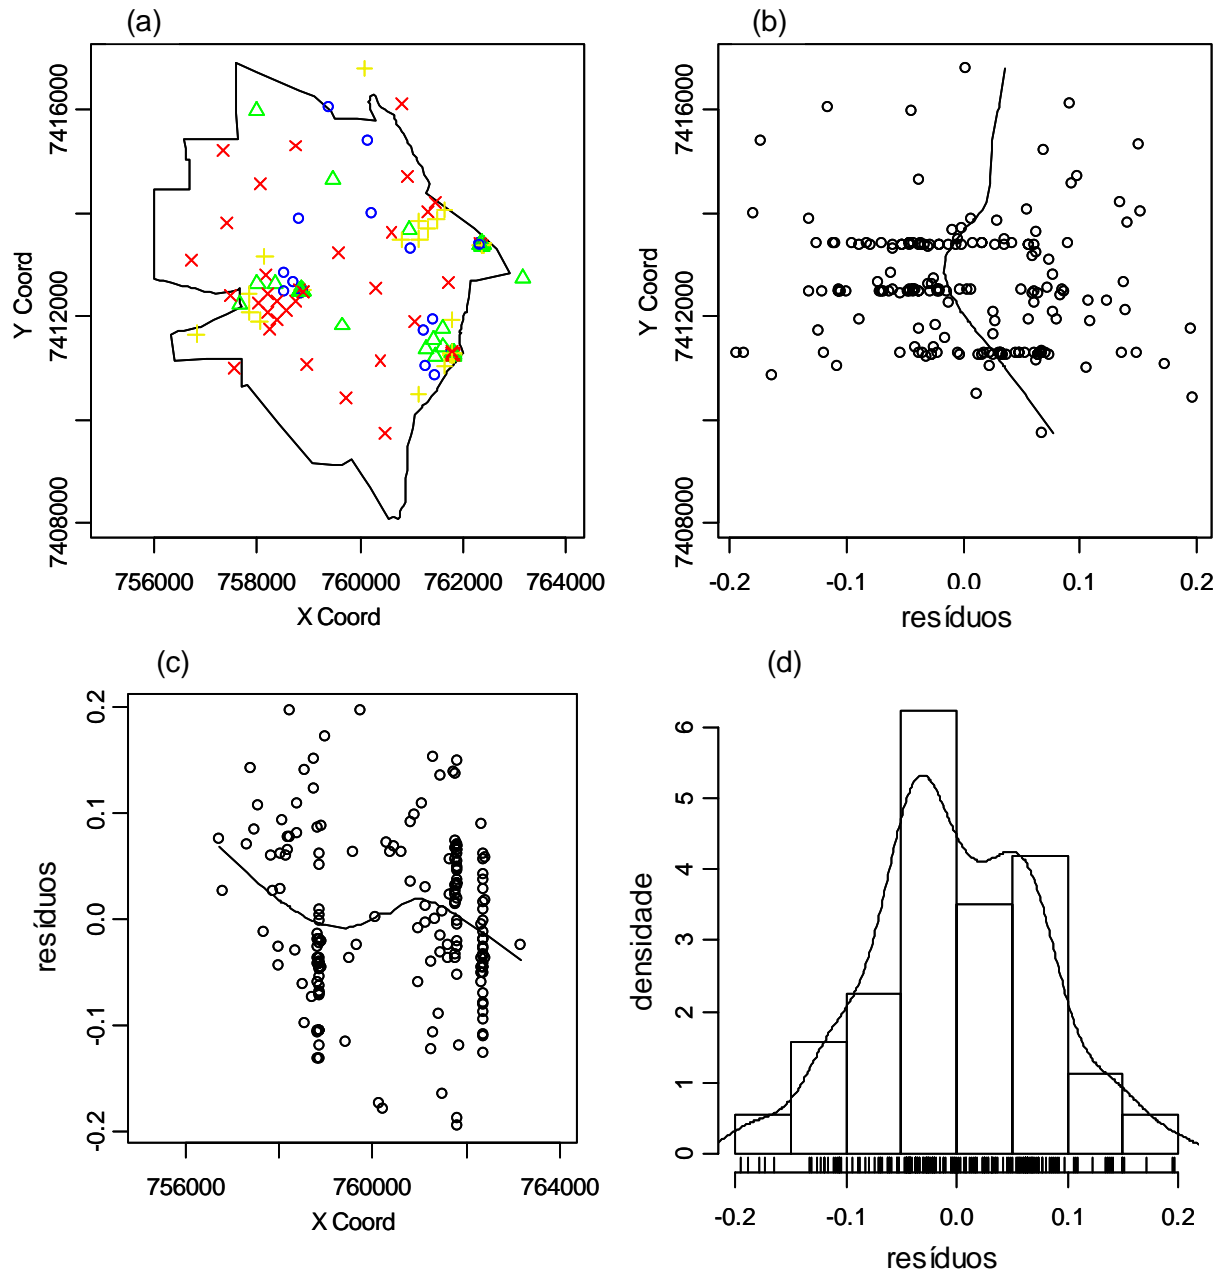 (a)
7416000
7412000
7408000
Y Coord
756000 758000 760000 762000 764000
X Coord
(b)
7416000
7412000
7408000
Y Coord
-0.2 -0.1 0.0 0.1 0.2
resíduos
(c)
0.2
0.1
0.0
-0.1
-0.2
resíduos
756000 760000 764000
X Coord
(d)
6
5
4
3
2
1
0
densidade
-0.2 -0.1 0.0 0.1 0.2
resíduos